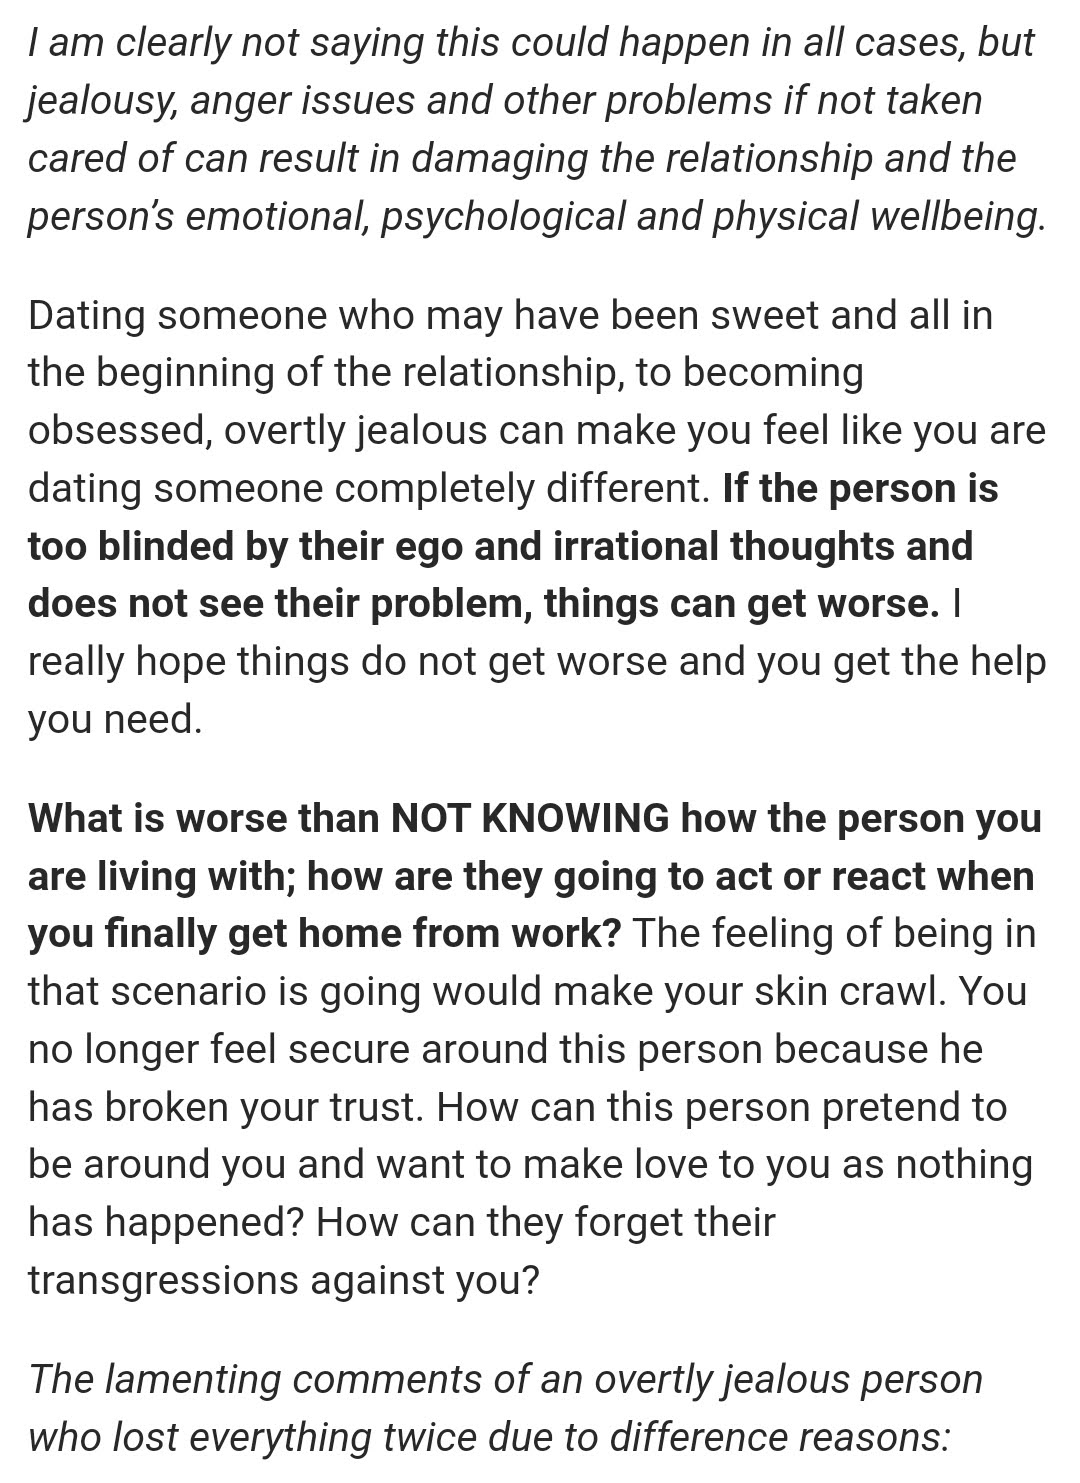 I am clearly not saying this could happen in all cases, but
jealousy, anger issues and other problems if not taken
cared of can result in damaging the relationship and the
person’s emotional, psychological and physical wellbeing.
Dating someone who may have been sweet and all in
the beginning of the relationship, to becoming
obsessed, overtly jealous can make you feel like you are
dating someone completely different. If the person is
too blinded by their ego and irrational thoughts and
does not see their problem, things can get worse. I
really hope things do not get worse and you get the help
you need.
What is worse than NOT KNOWING how the person you
are living with; how are they going to act or react when
you finally get home from work? The feeling of being in
that scenario is going would make your skin crawl. You
no longer feel secure around this person because he
has broken your trust. How can this person pretend to
be around you and want to make love to you as nothing
has happened? How can they forget their
transgressions against you?
The lamenting comments of an overtly jealous person
who lost everything twice due to difference reasons: